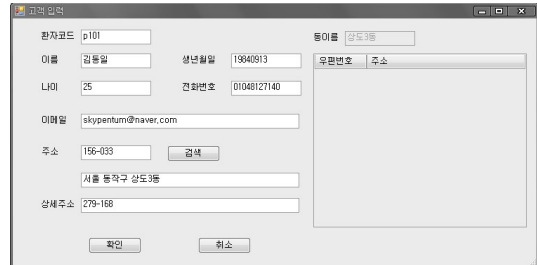 고객 입력
환자코드 p101
동이름 상도3동
이름 김동일 생년월일 19840913
우편번호 주소
나이 25 전화번호 01048127140
이메일 skypentum@naver.com
주소 156-033 검색
서울 동작구 상도3동
상세주소 279-168
확인 취소